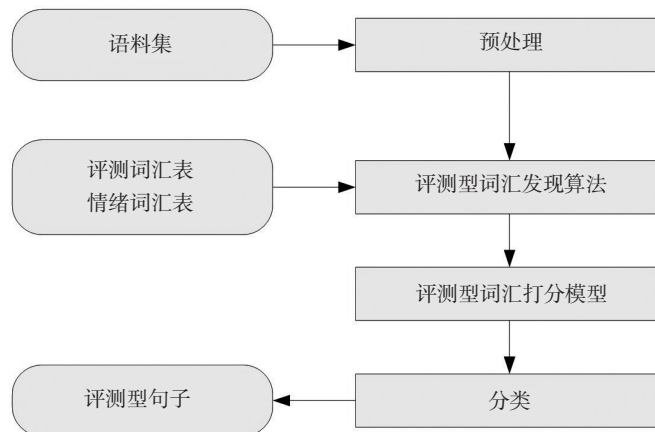 语料集
预处理
评测词汇表
情绪词汇表
评测型词汇发现算法
评测型词汇打分模型
评测型句子
分类